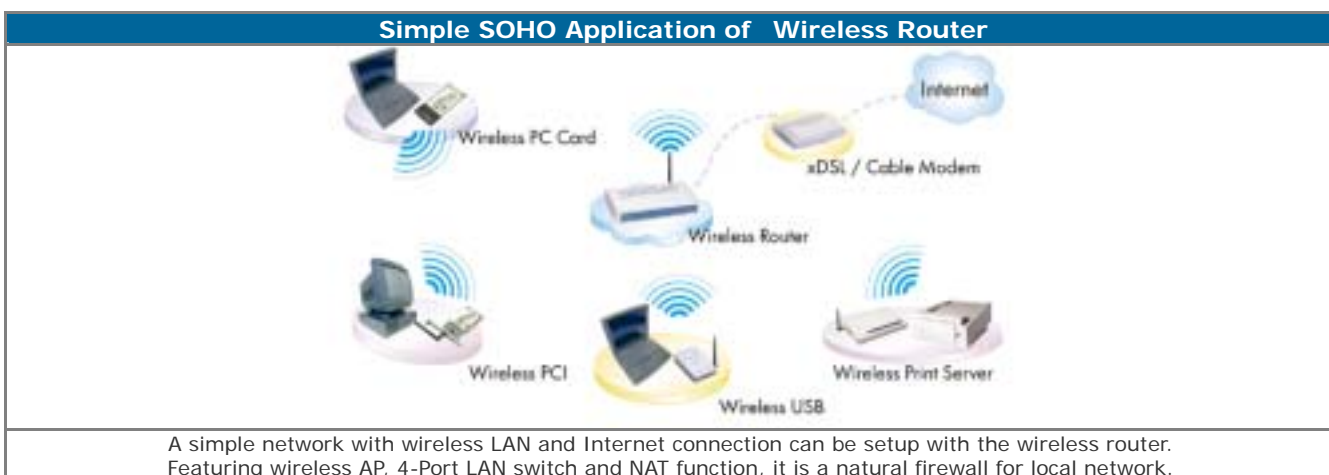 Simple SOHO Application of Wireless Router
Internet
Wireless PC Card
xDSL / Cable Modem
Wireless Router
Wireless PCI
Wireless Print Server
Wireless USB
A simple network with wireless LAN and Internet connection can be setup with the wireless router.
Featuring wireless AP, 4-Port LAN switch and NAT function, it is a natural firewall for local network.